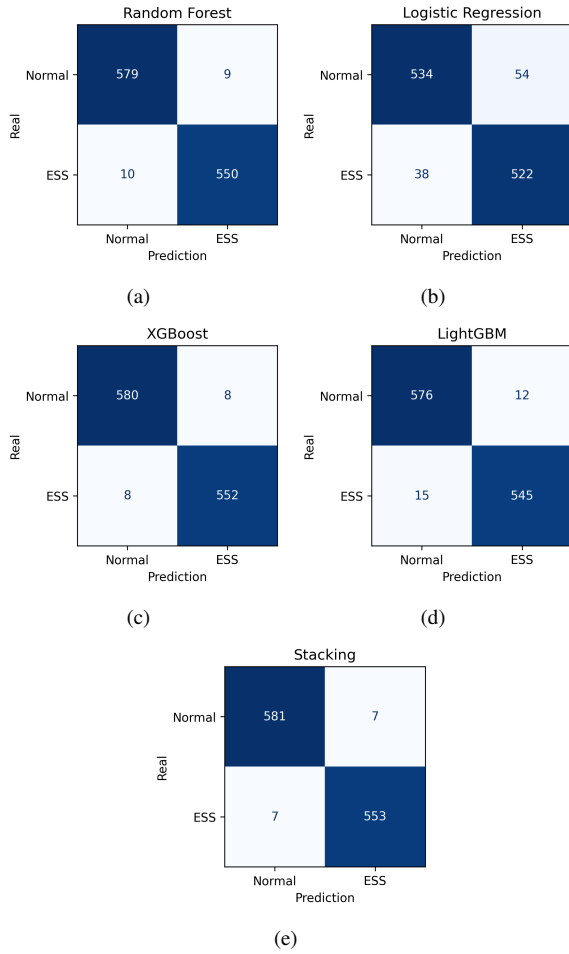 Random Forest
Real
Normal
579 9
ESS
10 550
Normal ESS
Prediction
(a)
Logistic Regression
Real
Normal
534 54
ESS
38 522
Normal ESS
Prediction
(b)
XGBoost
Real
Normal
580 8
ESS
8 552
Normal ESS
Prediction
(c)
LightGBM
Real
Normal
576 12
ESS
15 545
Normal ESS
Prediction
(d)
Stacking
Real
Normal
581 7
ESS
7 553
Normal ESS
Prediction
(e)